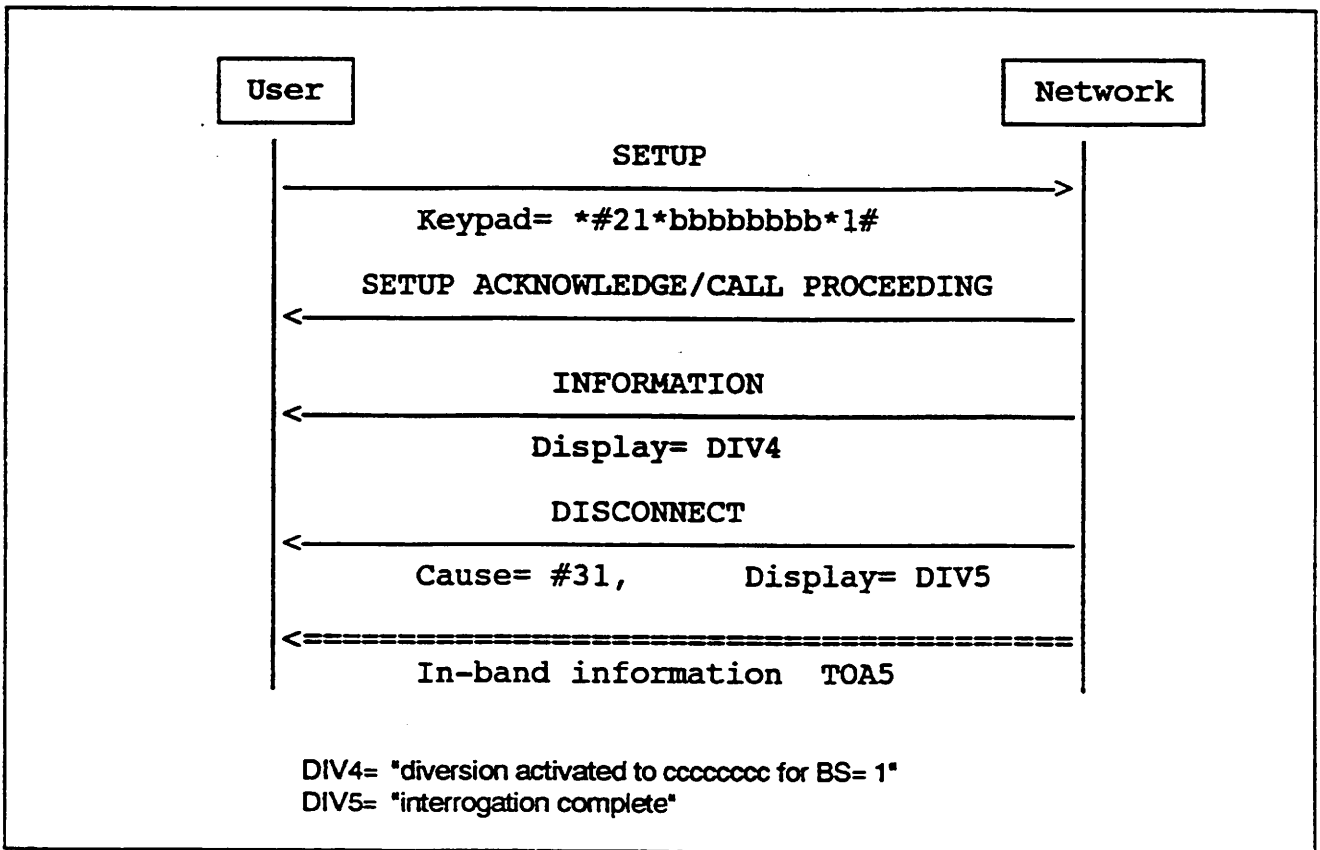 User Network
SETUP
Keypad= *#21*bbbbbbbbb*1#
SETUP ACKNOWLEDGE/CALL PROCEEDING
INFORMATION
Display= DIV4
DISCONNECT
Cause= #31, Display= DIV5
In-band information TOA5
DIV4= "diversion activated to cccccccc for BS= 1"
DIV5= "interrogation complete"